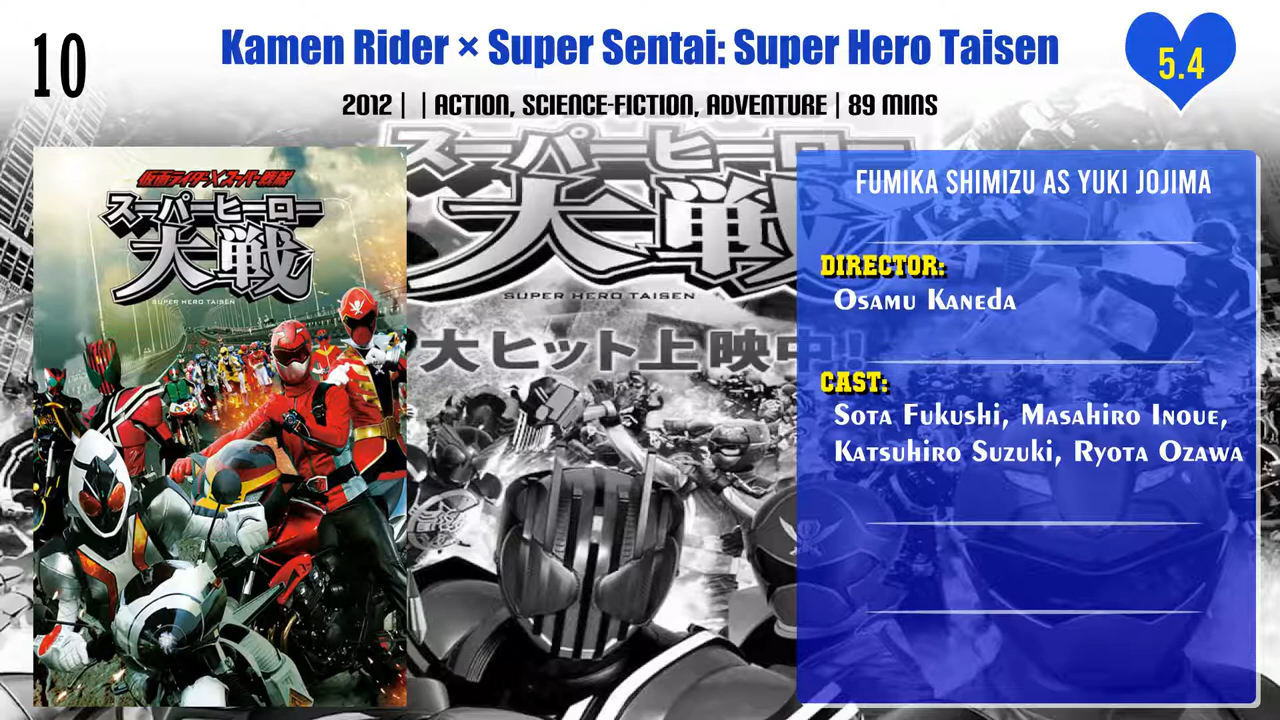 10
Kamen Rider × Super Sentai: Super Hero Taisen
5.4
2012 | | ACTION, SCIENCE-FICTION, ADVENTURE | 89 MINS
仮面ライダー×スーパー戦隊
スーパーヒーロー
大戦
SUPER HERO TAISEN
スーパーヒーロー
大戦
SUPER HERO TAISEN
大ヒット上映中!
FUMIKA SHIMIZU AS YUKI JOJIMA
DIRECTOR:
OSAMU KANEDA
CAST:
SOTA FUKUSHI, MASAHIRO INOUE,
KATSUHIRO SUZUKI, RYOTA OZAWA